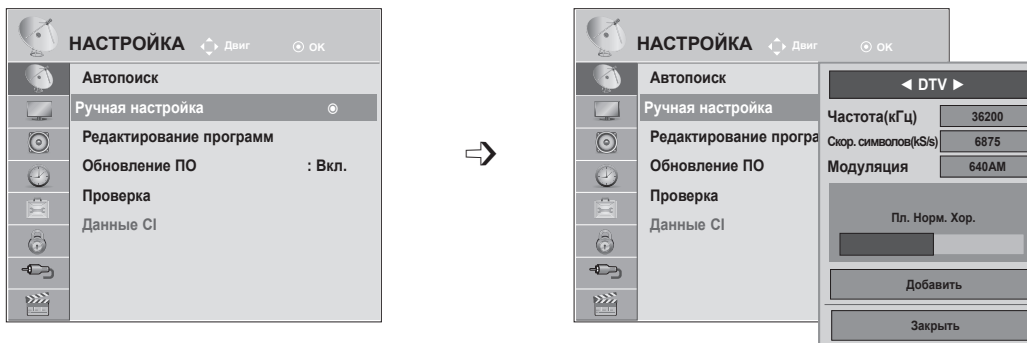 НАСТРОЙКА Двиг ОК
Автопоиск
Ручная настройка
Редактирование программ
Обновление ПО : Вкл.
Проверка
Данные CI
НАСТРОЙКА Двиг ОК
Автопоиск
Ручная настройка
Редактирование програ
Обновление ПО
Проверка
Данные CI
◄ DTV ►
Частота(кГц) 36200
Скор. символов(kS/s) 6875
Модуляция 640AM
Пл. Норм. Хор.
Добавить
Закрыть